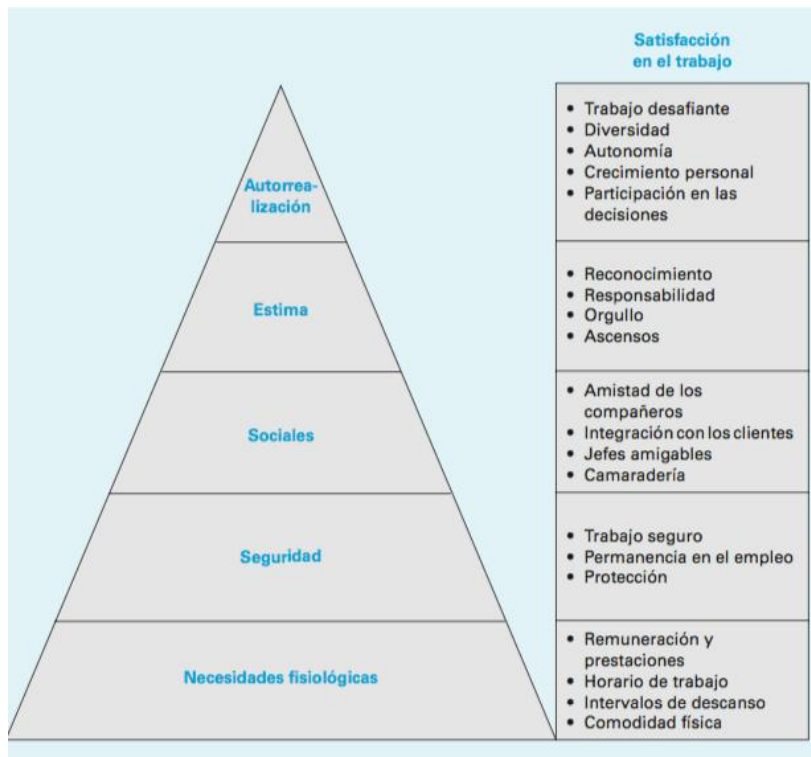 Satisfacción
en el trabajo
Autorrea-
lización
• Trabajo desafiante
• Diversidad
• Autonomía
• Crecimiento personal
• Participación en las
decisiones
Estima
• Reconocimiento
• Responsabilidad
• Orgullo
• Ascensos
Sociales
• Amistad de los
compañeros
• Integración con los clientes
• Jefes amigables
• Camaradería
Seguridad
• Trabajo seguro
• Permanencia en el empleo
• Protección
Necesidades fisiológicas
• Remuneración y
prestaciones
• Horario de trabajo
• Intervalos de descanso
• Comodidad física